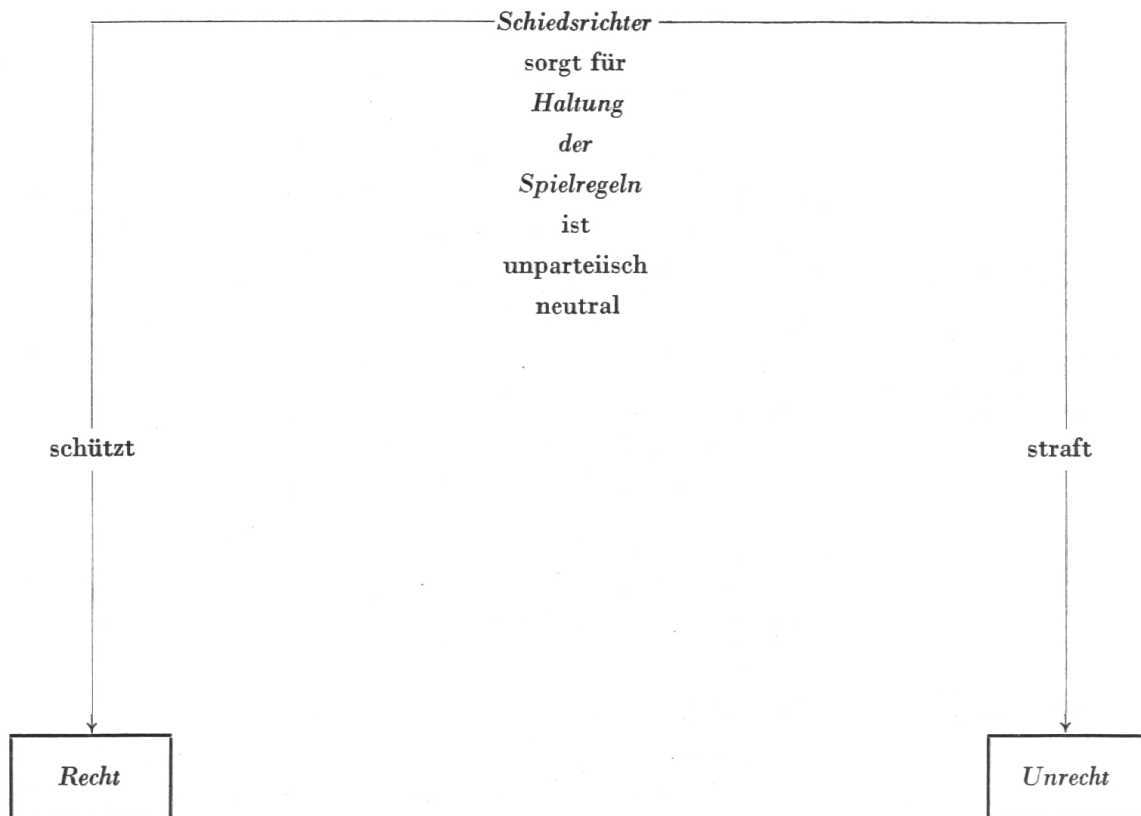 Schiedsrichter
sorgt für
Haltung
der
Spielregeln
ist
unparteiisch
neutral
schützt
straft
Recht
Unrecht